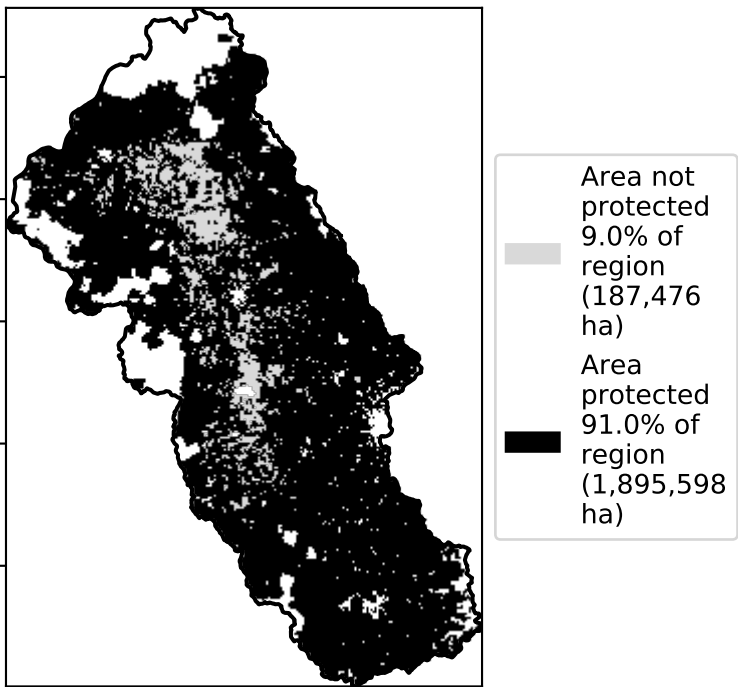 Area not
protected
9.0% of
region
(187,476
ha)
Area
protected
91.0% of
region
(1,895,598
ha)